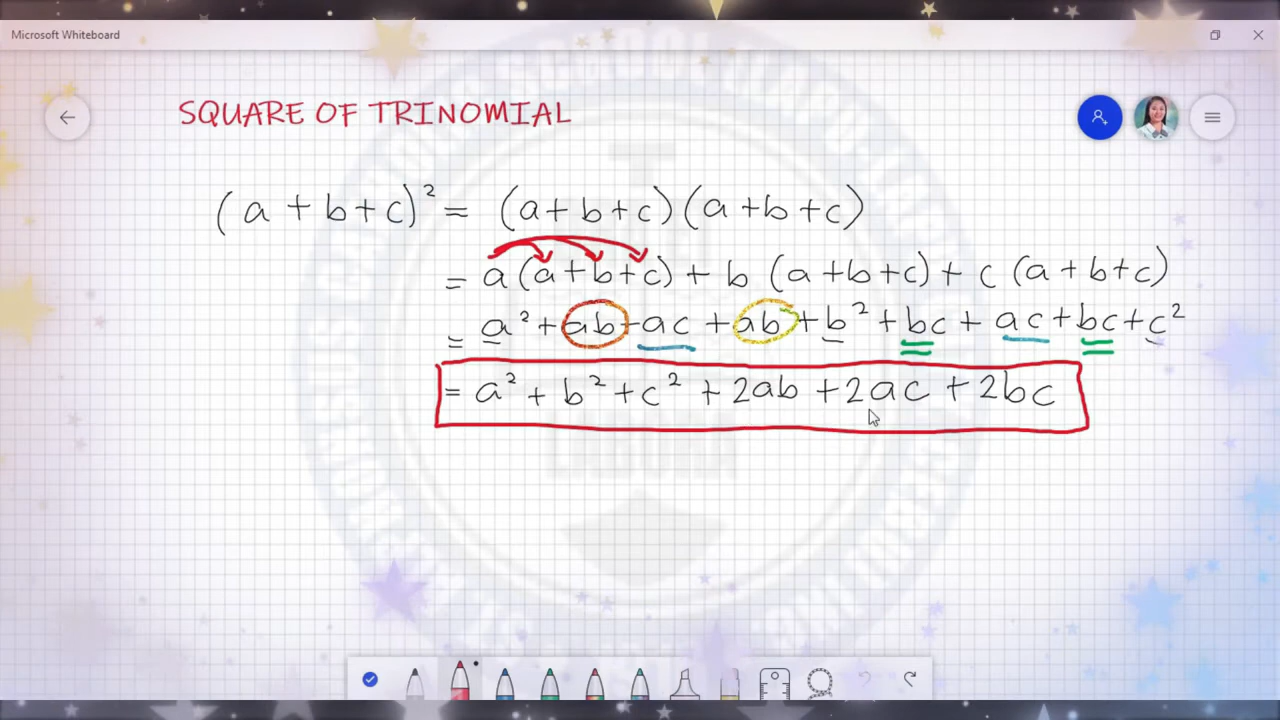 Microsoft Whiteboard
SQUARE OF TRINOMIAL
(a + b + c)² = (a + b + c) (a + b + c)
= a (a + b + c) + b (a + b + c) + c (a + b + c)
= a² + ab + ac + ab + b² + bc + ac + bc + c²
= a² + b² + c² + 2ab + 2ac + 2bc